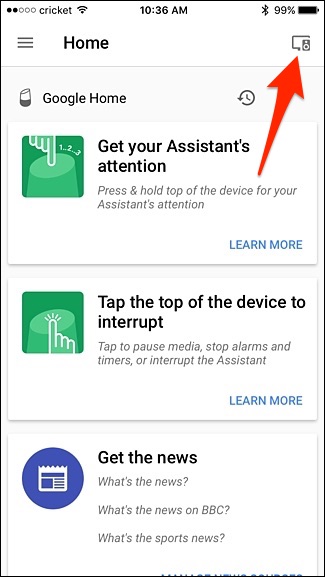 cricket 10:36 AM 99%
Home
Google Home
1..2...3
Get your Assistant's
attention
Press & hold top of the device for your
Assistant's attention
LEARN MORE
Tap the top of the device to
interrupt
Tap to pause media, stop alarms and
timers, or interrupt the Assistant
LEARN MORE
Get the news
What's the news?
What's the news on BBC?
What's the sports news?
MANAGE NEWS SOURCES